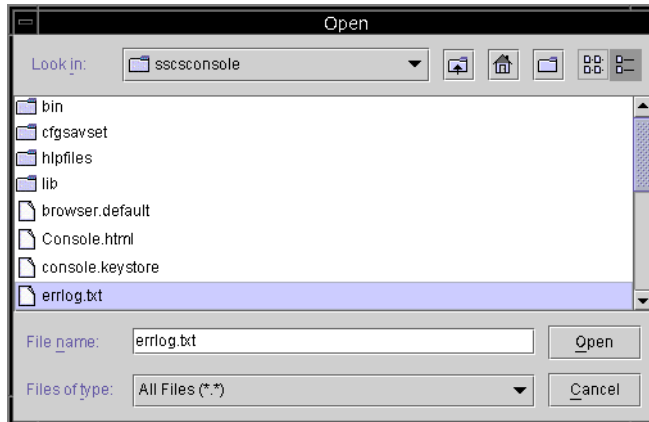 Open
Look in: sscsconsole
bin
cfgsavset
hlpfiles
lib
browser.default
Console.html
console.keystore
errlog.txt
File name: errlog.txt Open
Files of type: All Files (*.*) Cancel